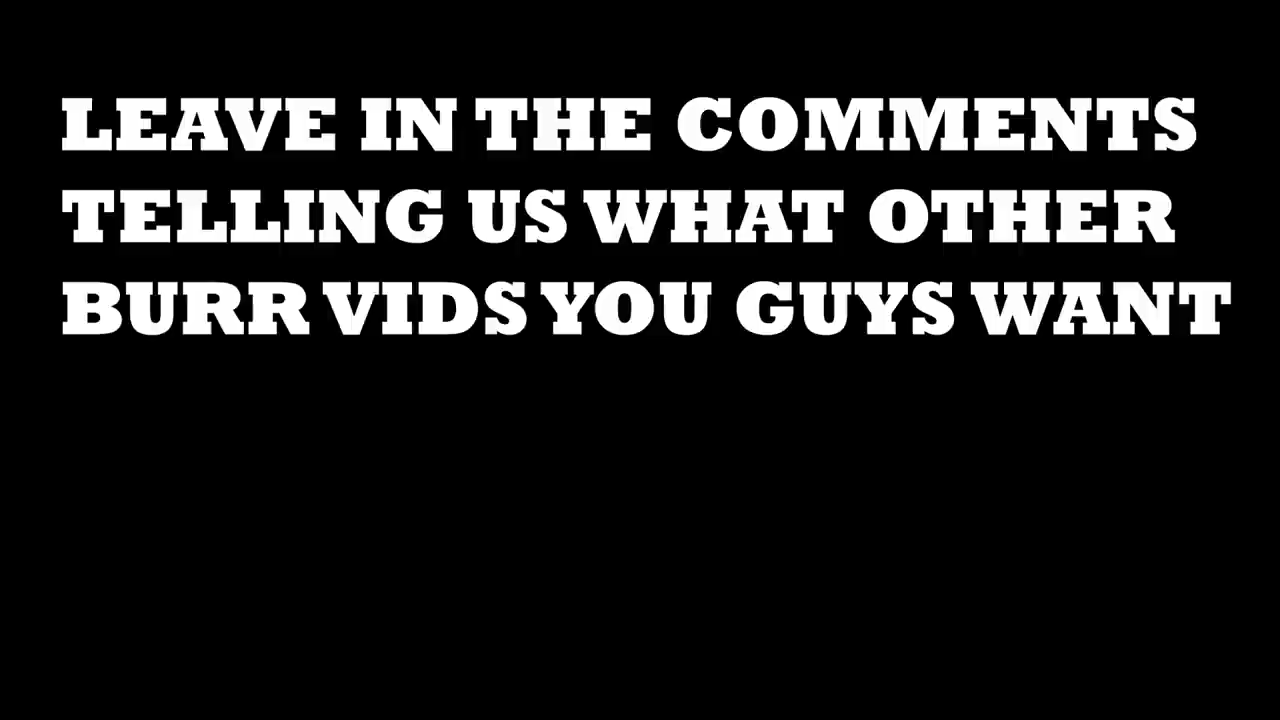 LEAVE IN THE COMMENTS
TELLING US WHAT OTHER
BURR VIDS YOU GUYS WANT